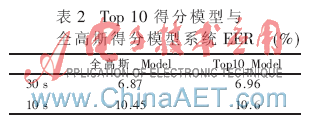 表 2 Top 10 得分模型与
全高斯得分模型系统 EER (%)
全高斯 Model Top10 Model
30 s 6.87 6.96
APPLICATION OF ELECTRONIC TECHNIQUE
10 s 10.45 10.6
www.ChinaAET.com